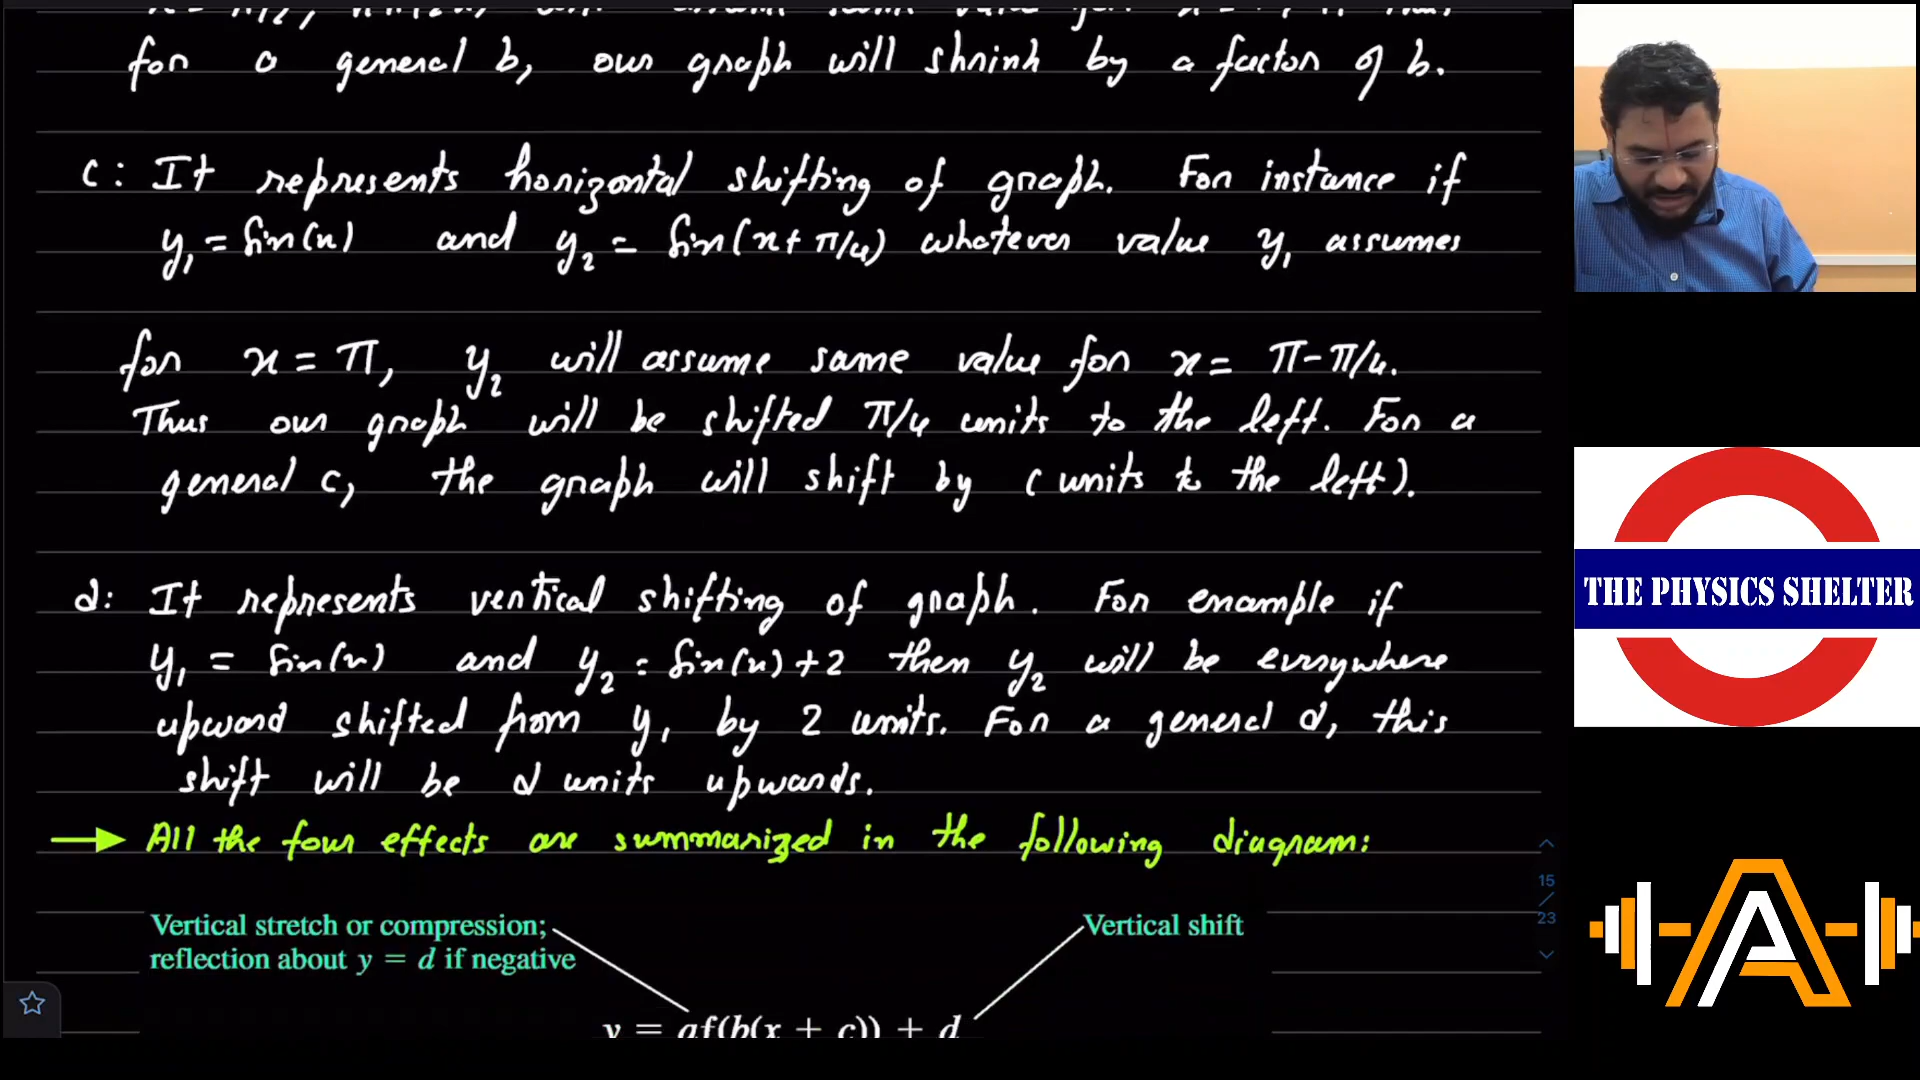 for a general b, our graph will shrink by a factor of b.
c: It represents horizontal shifting of graph. For instance if
y₁ = sin(x) and y₂ = sin(x + π/4) whatever value y₁ assumes
for x = π, y₂ will assume same value for x = π - π/4.
Thus our graph will be shifted π/4 units to the left. For a
general c, the graph will shift by c units to the left).
d: It represents vertical shifting of graph. For example if
y₁ = sin(x) and y₂ = sin(x) + 2 then y₂ will be everywhere
upward shifted from y₁ by 2 units. For a general d, this
shift will be d units upwards.
→ All the four effects are summarized in the following diagram:
Vertical stretch or compression;
reflection about y = d if negative
Vertical shift
y = af(b(x + c)) + d
15
/
23
THE PHYSICS SHELTER
A